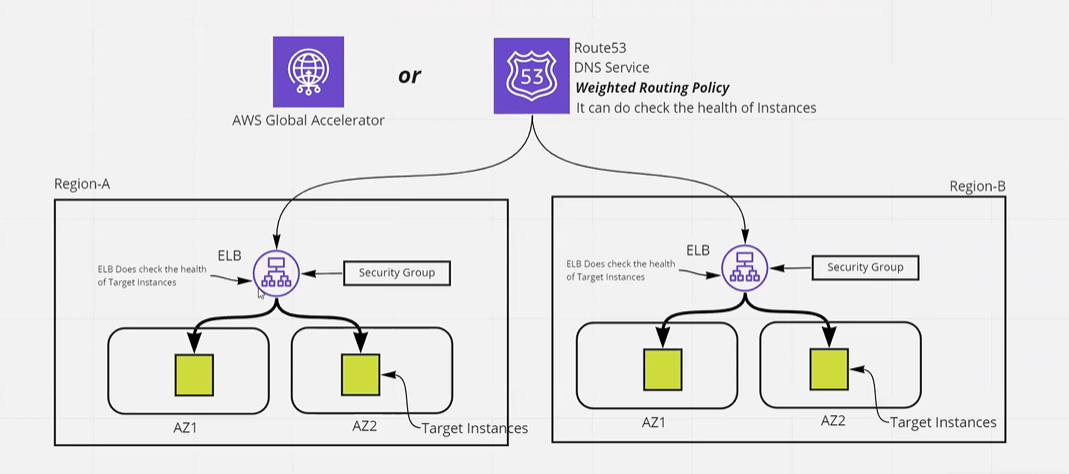 Route53
DNS Service
or
53
Weighted Routing Policy
It can do check the health of Instances
AWS Global Accelerator
Region-A
Region-B
ELB
ELB Does check the health
of Target Instances
Security Group
AZ1
AZ2
Target Instances
ELB
ELB Does check the health
of Target Instances
Security Group
AZ1
AZ2
Target Instances